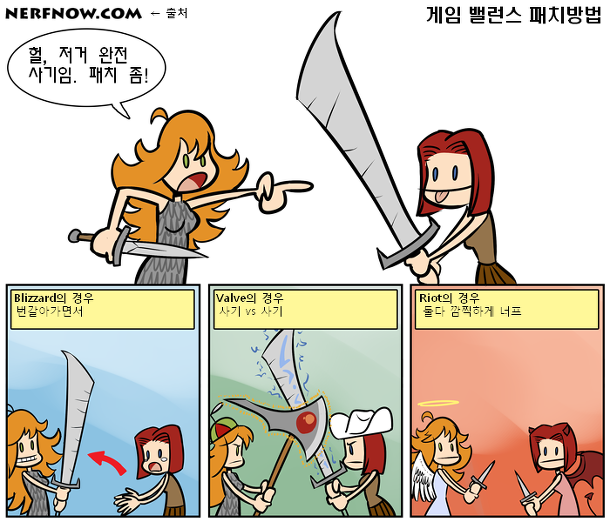 NERFNOW.COM ← 출처
게임 밸런스 패치방법
헐, 저거 완전
사기임. 패치 좀!
Blizzard의 경우
번갈아가면서
Valve의 경우
사기 vs 사기
Riot의 경우
둘다 깜찍하게 너프